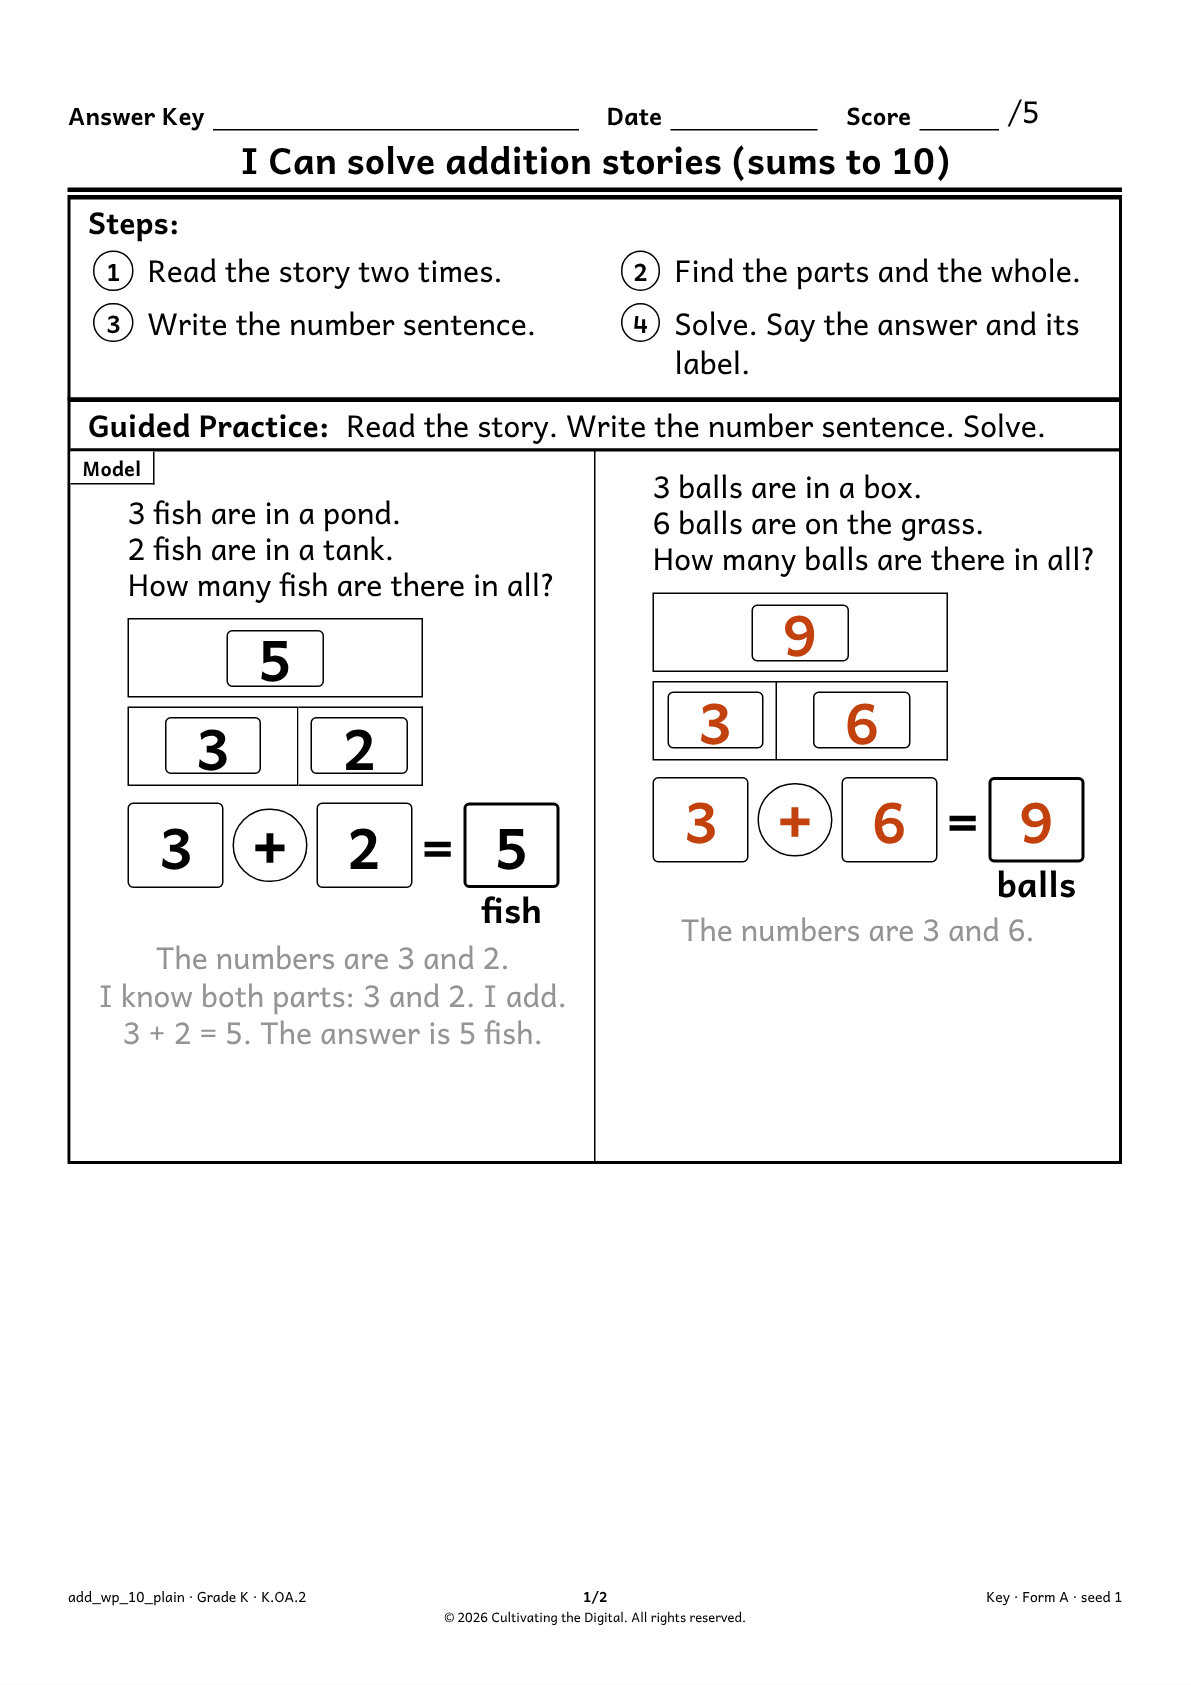 Answer Key Date Score /5
I Can solve addition stories (sums to 10)
Steps:
1 Read the story two times.
2 Find the parts and the whole.
3 Write the number sentence.
4 Solve. Say the answer and its
label.
Guided Practice: Read the story. Write the number sentence. Solve.
Model
3 fish are in a pond.
2 fish are in a tank.
How many fish are there in all?
5
3 2
3 + 2 = 5
fish
The numbers are 3 and 2.
I know both parts: 3 and 2. I add.
3 + 2 = 5. The answer is 5 fish.
3 balls are in a box.
6 balls are on the grass.
How many balls are there in all?
9
3 6
3 + 6 = 9
balls
The numbers are 3 and 6.
add_wp_10_plain · Grade K · K.OA.2 1/2 Key · Form A · seed 1
© 2026 Cultivating the Digital. All rights reserved.